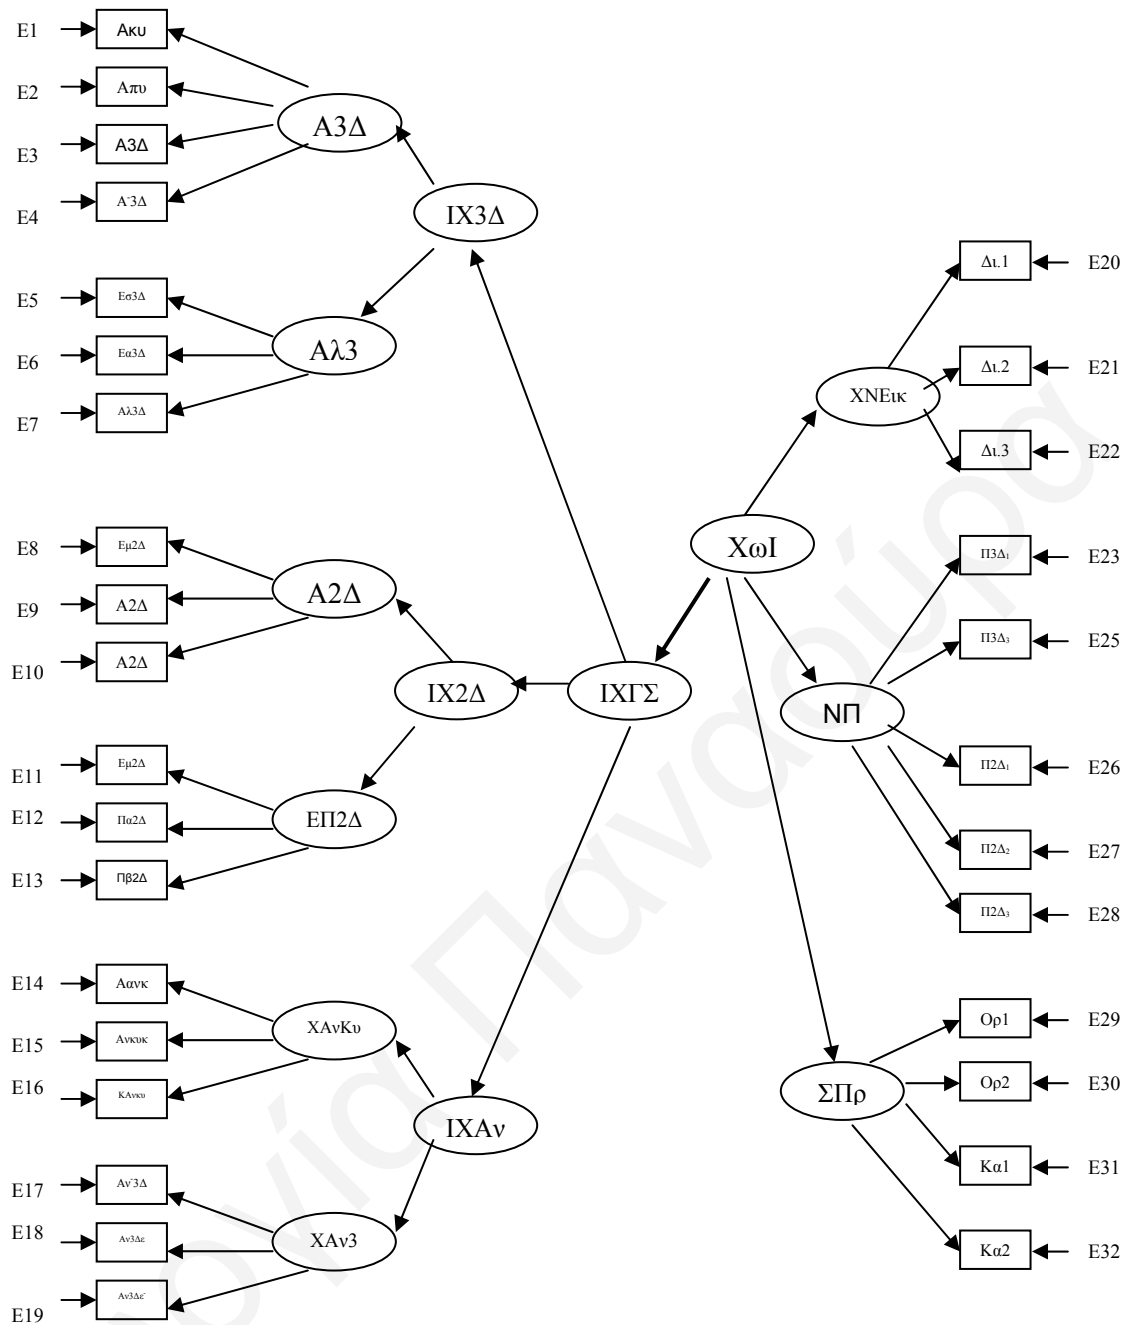 E1 Ακυ
E2 Απυ
E3 Α3Δ
E4 Α΄3Δ
Α3Δ
ΙΧ3Δ
E5 Εσ3Δ
E6 Εα3Δ
E7 Αλ3Δ
Αλ3
E8 Εμ2Δ
E9 Α2Δ
E10 Α2Δ
Α2Δ
ΙΧ2Δ
ΙΧΓΣ
E11 Εμ2Δ
E12 Πα2Δ
E13 Πβ2Δ
ΕΠ2Δ
E14 Αανκ
E15 Ανκυκ
E16 ΚΑνκυ
ΧΑνΚυ
ΙΧΑν
E17 Αν΄3Δ
E18 Αν3Δε
E19 Αν3Δε΄
ΧΑν3
ΧωΙ
ΧΝΕικ
Δι.1 E20
Δι.2 E21
Δι.3 E22
ΝΠ
Π3Δ₁ E23
Π3Δ₃ E25
Π2Δ₁ E26
Π2Δ₂ E27
Π2Δ₃ E28
ΣΠρ
Ορ1 E29
Ορ2 E30
Κα1 E31
Κα2 E32
Παναούρα